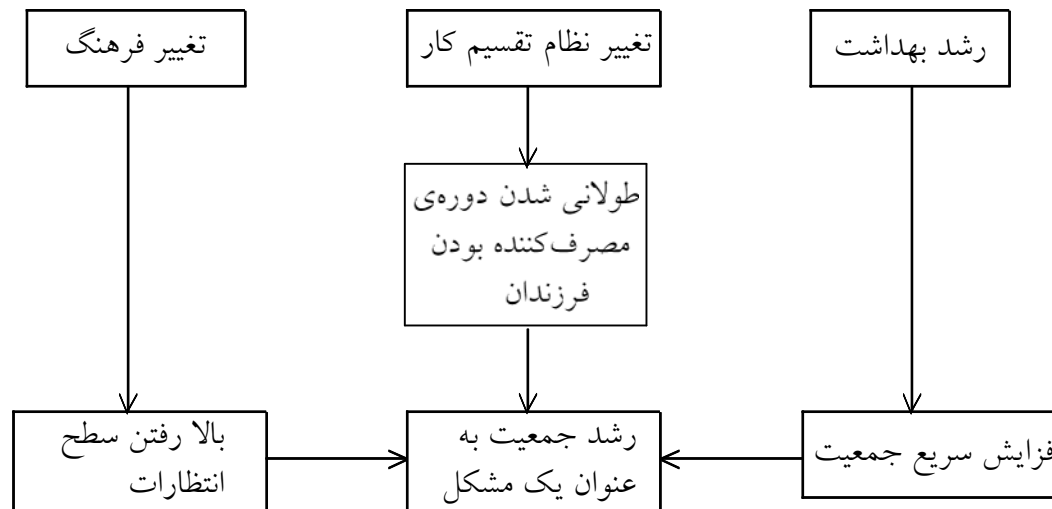 رشد بهداشت
تغییر نظام تقسیم کار
تغییر فرهنگ
طولانی شدن دوره‌ی
مصرف‌کننده بودن
فرزندان
فزایش سریع جمعیت
رشد جمعیت به
عنوان یک مشکل
بالا رفتن سطح
انتظارات